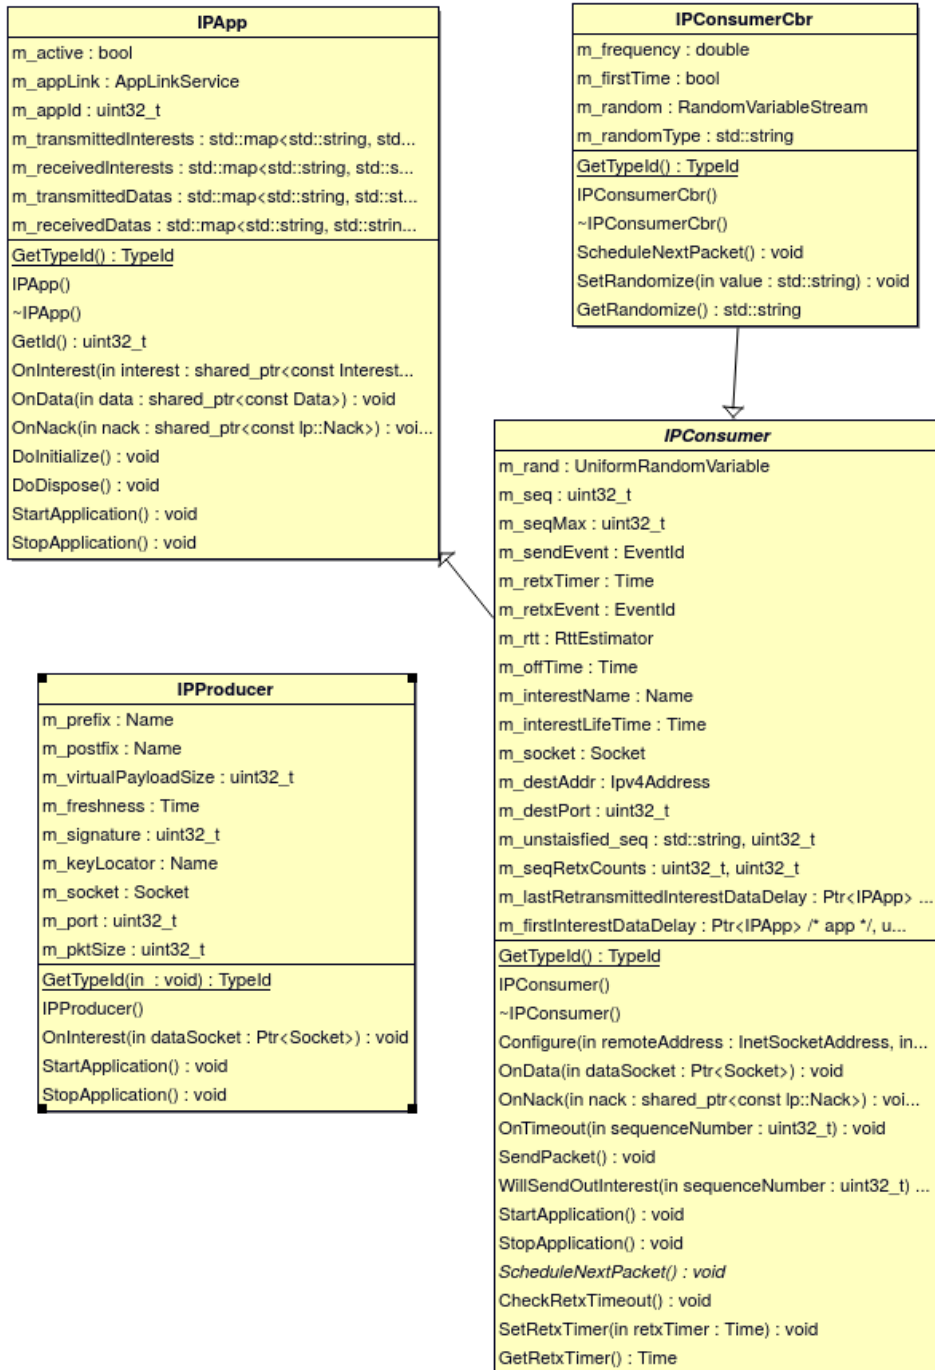 IPApp
m_active : bool
m_appLink : AppLinkService
m_appId : uint32_t
m_transmittedInterests : std::map<std::string, std...
m_receivedInterests : std::map<std::string, std::s...
m_transmittedDatas : std::map<std::string, std::st...
m_receivedDatas : std::map<std::string, std::strin...
GetTypeId() : TypeId
IPApp()
~IPApp()
GetId() : uint32_t
OnInterest(in interest : shared_ptr<const Interest...
OnData(in data : shared_ptr<const Data>) : void
OnNack(in nack : shared_ptr<const lp::Nack>) : voi...
DoInitialize() : void
DoDispose() : void
StartApplication() : void
StopApplication() : void
IPConsumerCbr
m_frequency : double
m_firstTime : bool
m_random : RandomVariableStream
m_randomType : std::string
GetTypeId() : TypeId
IPConsumerCbr()
~IPConsumerCbr()
ScheduleNextPacket() : void
SetRandomize(in value : std::string) : void
GetRandomize() : std::string
IPProducer
m_prefix : Name
m_postfix : Name
m_virtualPayloadSize : uint32_t
m_freshness : Time
m_signature : uint32_t
m_keyLocator : Name
m_socket : Socket
m_port : uint32_t
m_pktSize : uint32_t
GetTypeId(in  : void) : TypeId
IPProducer()
OnInterest(in dataSocket : Ptr<Socket>) : void
StartApplication() : void
StopApplication() : void
IPConsumer
m_rand : UniformRandomVariable
m_seq : uint32_t
m_seqMax : uint32_t
m_sendEvent : EventId
m_retxTimer : Time
m_retxEvent : EventId
m_rtt : RttEstimator
m_offTime : Time
m_interestName : Name
m_interestLifeTime : Time
m_socket : Socket
m_destAddr : Ipv4Address
m_destPort : uint32_t
m_unstaisfied_seq : std::string, uint32_t
m_seqRetxCounts : uint32_t, uint32_t
m_lastRetransmittedInterestDataDelay : Ptr<IPApp> ...
m_firstInterestDataDelay : Ptr<IPApp> /* app */, u...
GetTypeId() : TypeId
IPConsumer()
~IPConsumer()
Configure(in remoteAddress : InetSocketAddress, in...
OnData(in dataSocket : Ptr<Socket>) : void
OnNack(in nack : shared_ptr<const lp::Nack>) : voi...
OnTimeout(in sequenceNumber : uint32_t) : void
SendPacket() : void
WillSendOutInterest(in sequenceNumber : uint32_t) ...
StartApplication() : void
StopApplication() : void
ScheduleNextPacket() : void
CheckRetxTimeout() : void
SetRetxTimer(in retxTimer : Time) : void
GetRetxTimer() : Time